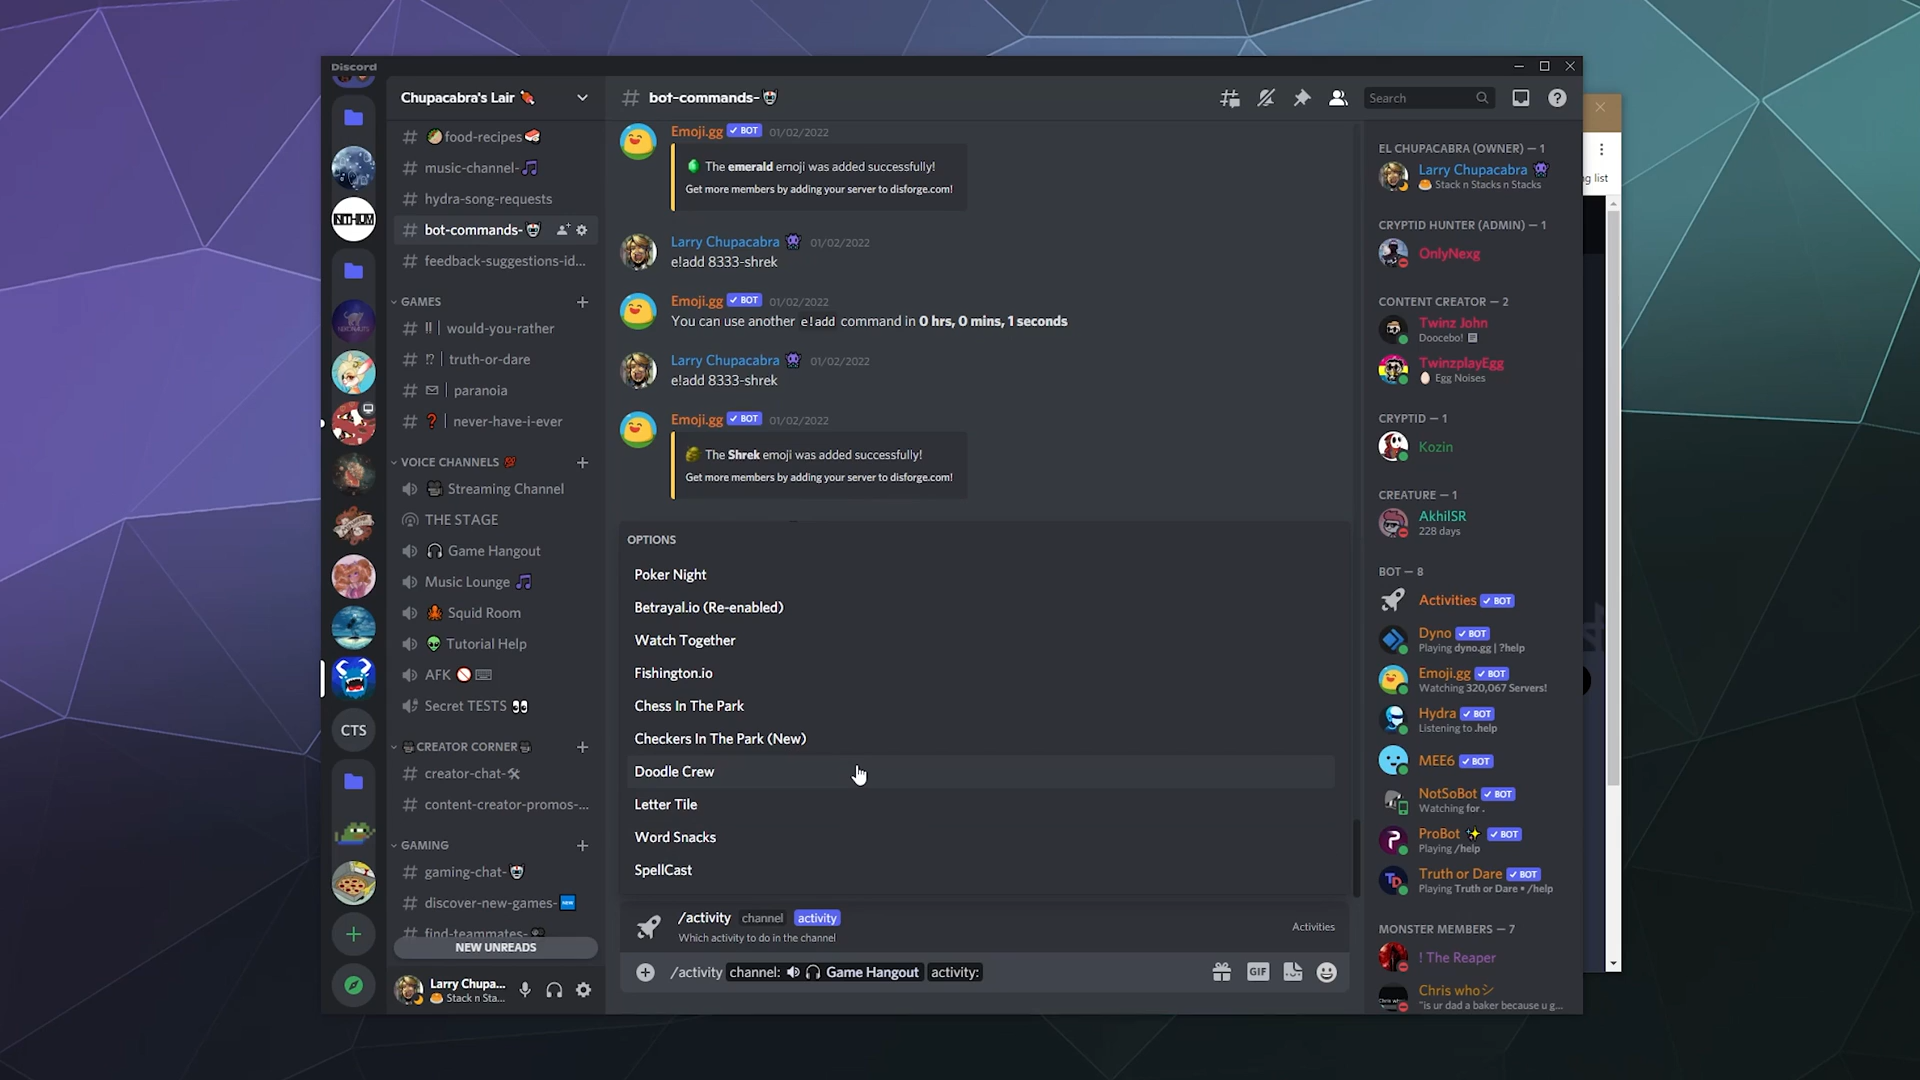 Discord
Chupacabra's Lair
# food-recipes
# music-channel-
# hydra-song-requests
# bot-commands-
# feedback-suggestions-id...
GAMES
# ‼ | would-you-rather
# ⁉ | truth-or-dare
# | paranoia
# ❓ | never-have-i-ever
VOICE CHANNELS 💯
Streaming Channel
THE STAGE
Game Hangout
Music Lounge
Squid Room
Tutorial Help
AFK
Secret TESTS
CREATOR CORNER
# creator-chat-
# content-creator-promos-...
GAMING
# gaming-chat-
# discover-new-games-
# find-teammates-
NEW UNREADS
CTS
Larry Chupa...
Stack n Sta...
# bot-commands-
Search
Emoji.gg ✓ BOT 01/02/2022
The emerald emoji was added successfully!
Get more members by adding your server to disforge.com!
Larry Chupacabra 01/02/2022
e!add 8333-shrek
Emoji.gg ✓ BOT 01/02/2022
You can use another e!add command in 0 hrs, 0 mins, 1 seconds
Larry Chupacabra 01/02/2022
e!add 8333-shrek
Emoji.gg ✓ BOT 01/02/2022
The Shrek emoji was added successfully!
Get more members by adding your server to disforge.com!
OPTIONS
Poker Night
Betrayal.io (Re-enabled)
Watch Together
Fishington.io
Chess In The Park
Checkers In The Park (New)
Doodle Crew
Letter Tile
Word Snacks
SpellCast
/activity channel activity
Which activity to do in the channel
Activities
/activity channel: Game Hangout activity:
GIF
EL CHUPACABRA (OWNER) — 1
Larry Chupacabra
Stack n Stacks n Stacks
CRYPTID HUNTER (ADMIN) — 1
OnlyNexg
CONTENT CREATOR — 2
Twinz John
Doocebo!
TwinzplayEgg
Egg Noises
CRYPTID — 1
Kozin
CREATURE — 1
AkhilSR
228 days
BOT — 8
Activities ✓ BOT
Dyno ✓ BOT
Playing dyno.gg | ?help
Emoji.gg ✓ BOT
Watching 320,067 Servers!
Hydra ✓ BOT
Listening to .help
MEE6 ✓ BOT
NotSoBot ✓ BOT
Watching for .
ProBot ✨ ✓ BOT
Playing /help
Truth or Dare ✓ BOT
Playing Truth or Dare • /help
MONSTER MEMBERS — 7
! The Reaper
Chris whoシ
"is ur dad a baker because u g...
g list